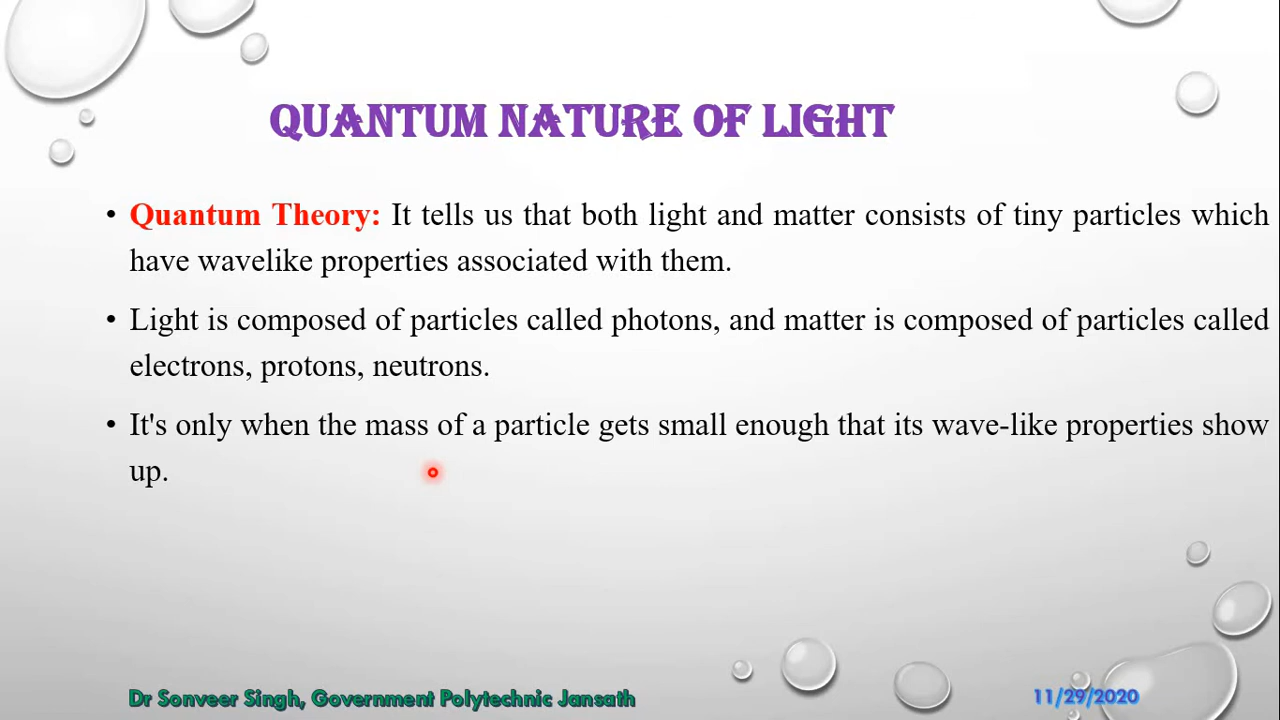 QUANTUM NATURE OF LIGHT
• Quantum Theory: It tells us that both light and matter consists of tiny particles which
have wavelike properties associated with them.
• Light is composed of particles called photons, and matter is composed of particles called
electrons, protons, neutrons.
• It's only when the mass of a particle gets small enough that its wave-like properties show
up.
Dr Sonveer Singh, Government Polytechnic Jansath
11/29/2020